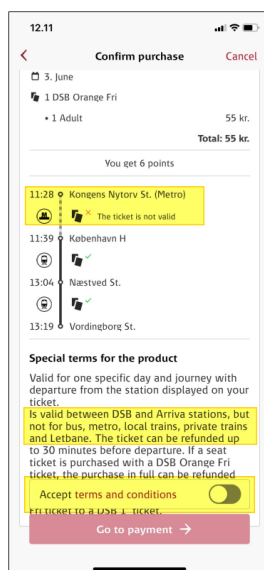 12.11
Confirm purchase Cancel
3. June
1 DSB Orange Fri
• 1 Adult 55 kr.
Total: 55 kr.
You get 6 points
11:28 Kongens Nytorv St. (Metro)
The ticket is not valid
11:39 København H
13:04 Næstved St.
13:19 Vordingborg St.
Special terms for the product
Valid for one specific day and journey with
departure from the station displayed on your
ticket.
Is valid between DSB and Arriva stations, but
not for bus, metro, local trains, private trains
and Letbane. The ticket can be refunded up
to 30 minutes before departure. If a seat
ticket is purchased with a DSB Orange Fri
ticket, the purchase in full can be refunded
Accept terms and conditions
Fri ticket to a DSB 1 ticket.
Go to payment →